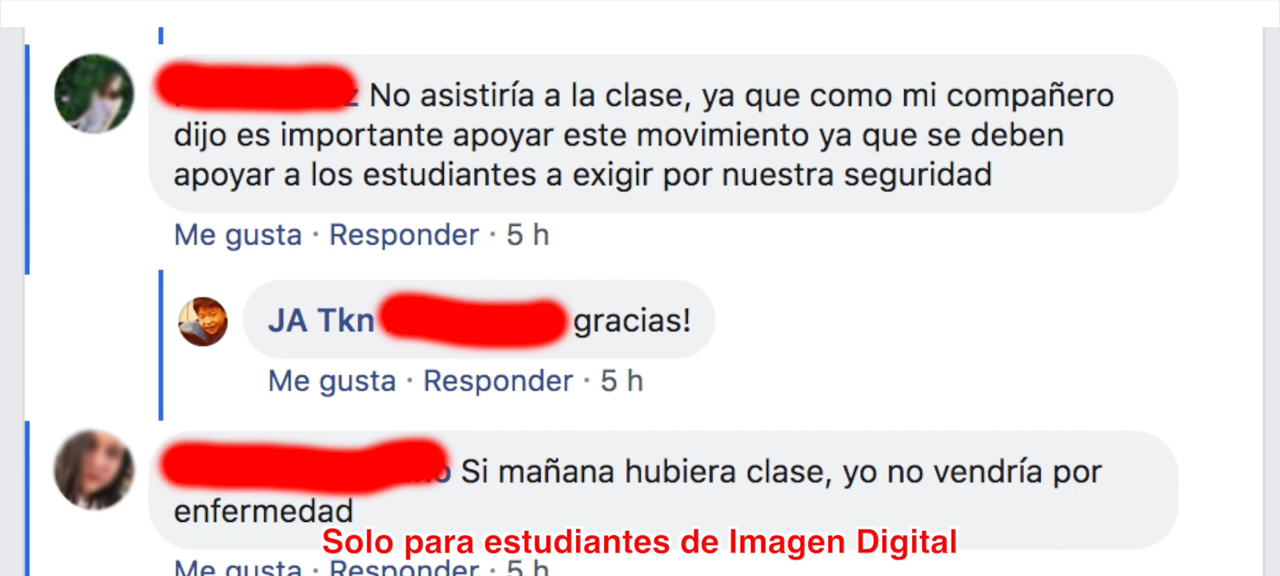 No asistiría a la clase, ya que como mi compañero
dijo es importante apoyar este movimiento ya que se deben
apoyar a los estudiantes a exigir por nuestra seguridad
Me gusta · Responder · 5 h
JA Tkn gracias!
Me gusta · Responder · 5 h
Si mañana hubiera clase, yo no vendría por
enfermedad
Solo para estudiantes de Imagen Digital
Me gusta · Responder · 5 h